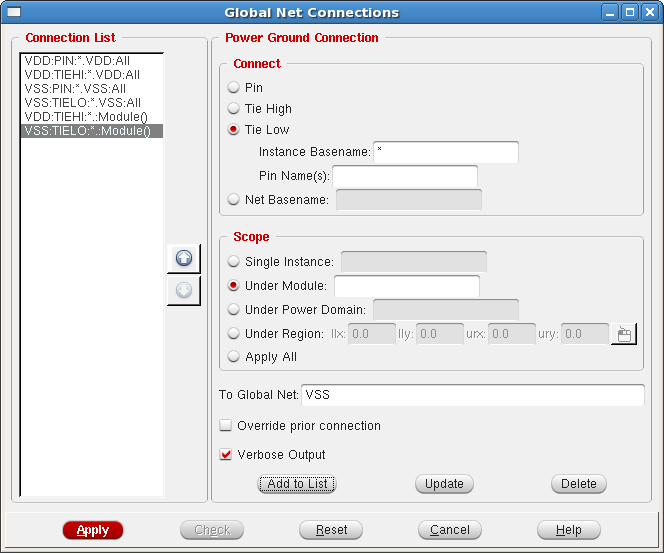 Global Net Connections
Connection List
VDD:PIN:*.VDD:All
VDD:TIEHI:*.VDD:All
VSS:PIN:*.VSS:All
VSS:TIELO:*.VSS:All
VDD:TIEHI:*.:Module()
VSS:TIELO:*.:Module()
Power Ground Connection
Connect
Pin
Tie High
Tie Low
Instance Basename: *
Pin Name(s):
Net Basename:
Scope
Single Instance:
Under Module:
Under Power Domain:
Under Region: llx: 0.0 lly: 0.0 urx: 0.0 ury: 0.0
Apply All
To Global Net: VSS
Override prior connection
Verbose Output
Add to List Update Delete
Apply Check Reset Cancel Help